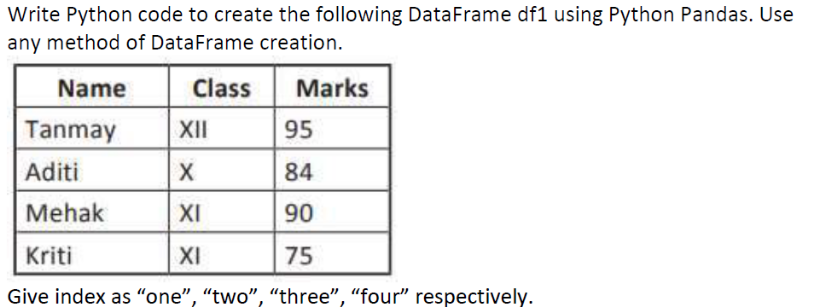 Write Python code to create the following DataFrame df1 using Python Pandas. Use
any method of DataFrame creation.
Name Class Marks
Tanmay XII 95
Aditi X 84
Mehak XI 90
Kriti XI 75
Give index as “one”, “two”, “three”, “four” respectively.